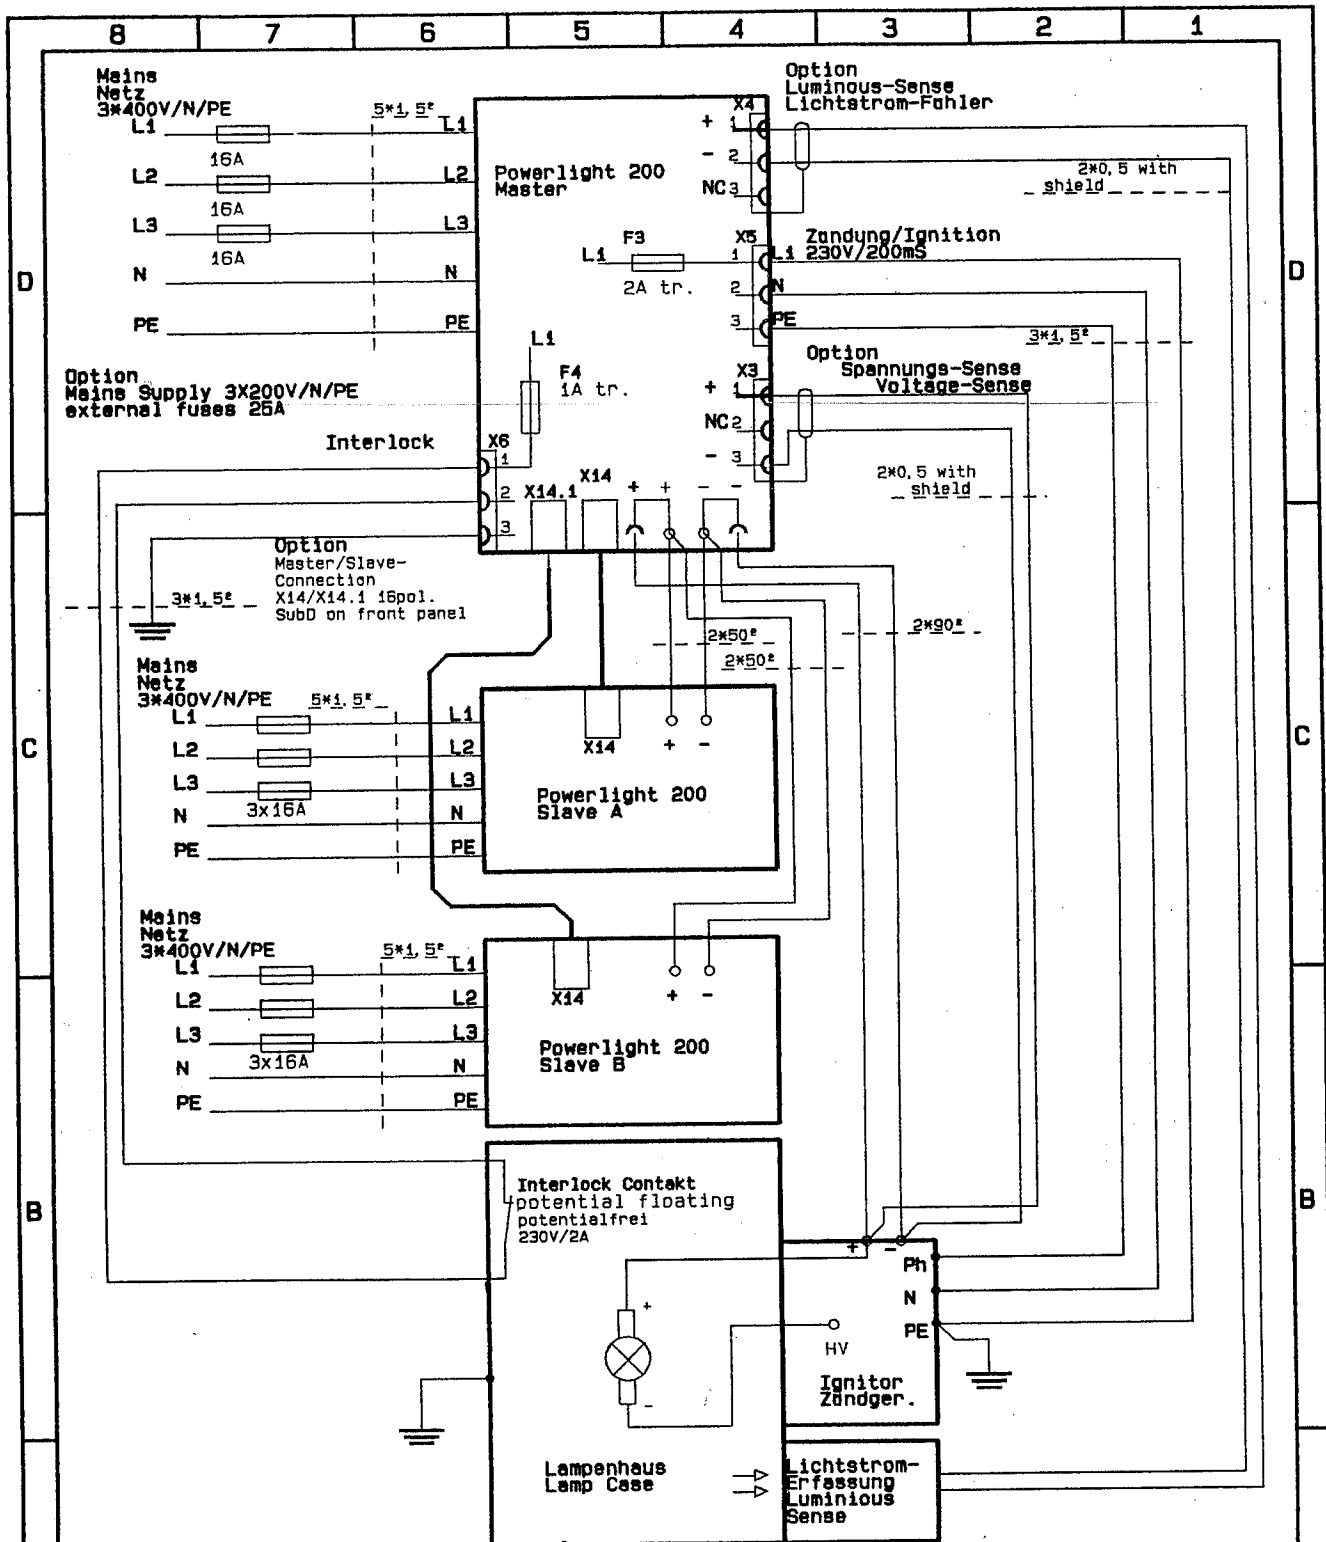 8 7 6 5 4 3 2 1
Mains
Netz
3*400V/N/PE
L1
16A
L2
16A
L3
16A
N
PE
5*1,5²
L1
L2
L3
N
PE
Powerlight 200
Master
Option
Luminous-Sense
Lichtstrom-Fühler
X4
+ 1
- 2
NC 3
2*0,5 with
shield
X5
Zündung/Ignition
230V/200mS
L1
F3
2A tr.
1 L1
2 N
3 PE
3*1,5²
D
D
L1
F4
1A tr.
Option
Spannungs-Sense
Voltage-Sense
X3
+ 1
NC 2
- 3
2*0,5 with
shield
Option
Mains Supply 3X200V/N/PE
external fuses 25A
Interlock
X6
1
2
3
X14.1
X14
+ + - -
Option
Master/Slave-
Connection
X14/X14.1 16pol.
SubD on front panel
3*1,5²
2*50²
2*50²
2*90²
Mains
Netz
3*400V/N/PE
L1
L2
L3
3x16A
N
PE
5*1,5²
L1
L2
L3
N
PE
X14
+ -
Powerlight 200
Slave A
C
C
Mains
Netz
3*400V/N/PE
L1
L2
L3
3x16A
N
PE
5*1,5²
L1
L2
L3
N
PE
X14
+ -
Powerlight 200
Slave B
B
B
Interlock Contakt
potential floating
potentialfrei
230V/2A
+ -
Ph
N
PE
HV
+
-
Ignitor
Zündger.
Lampenhaus
Lamp Case
Lichtstrom-
Erfassung
Luminious
Sense